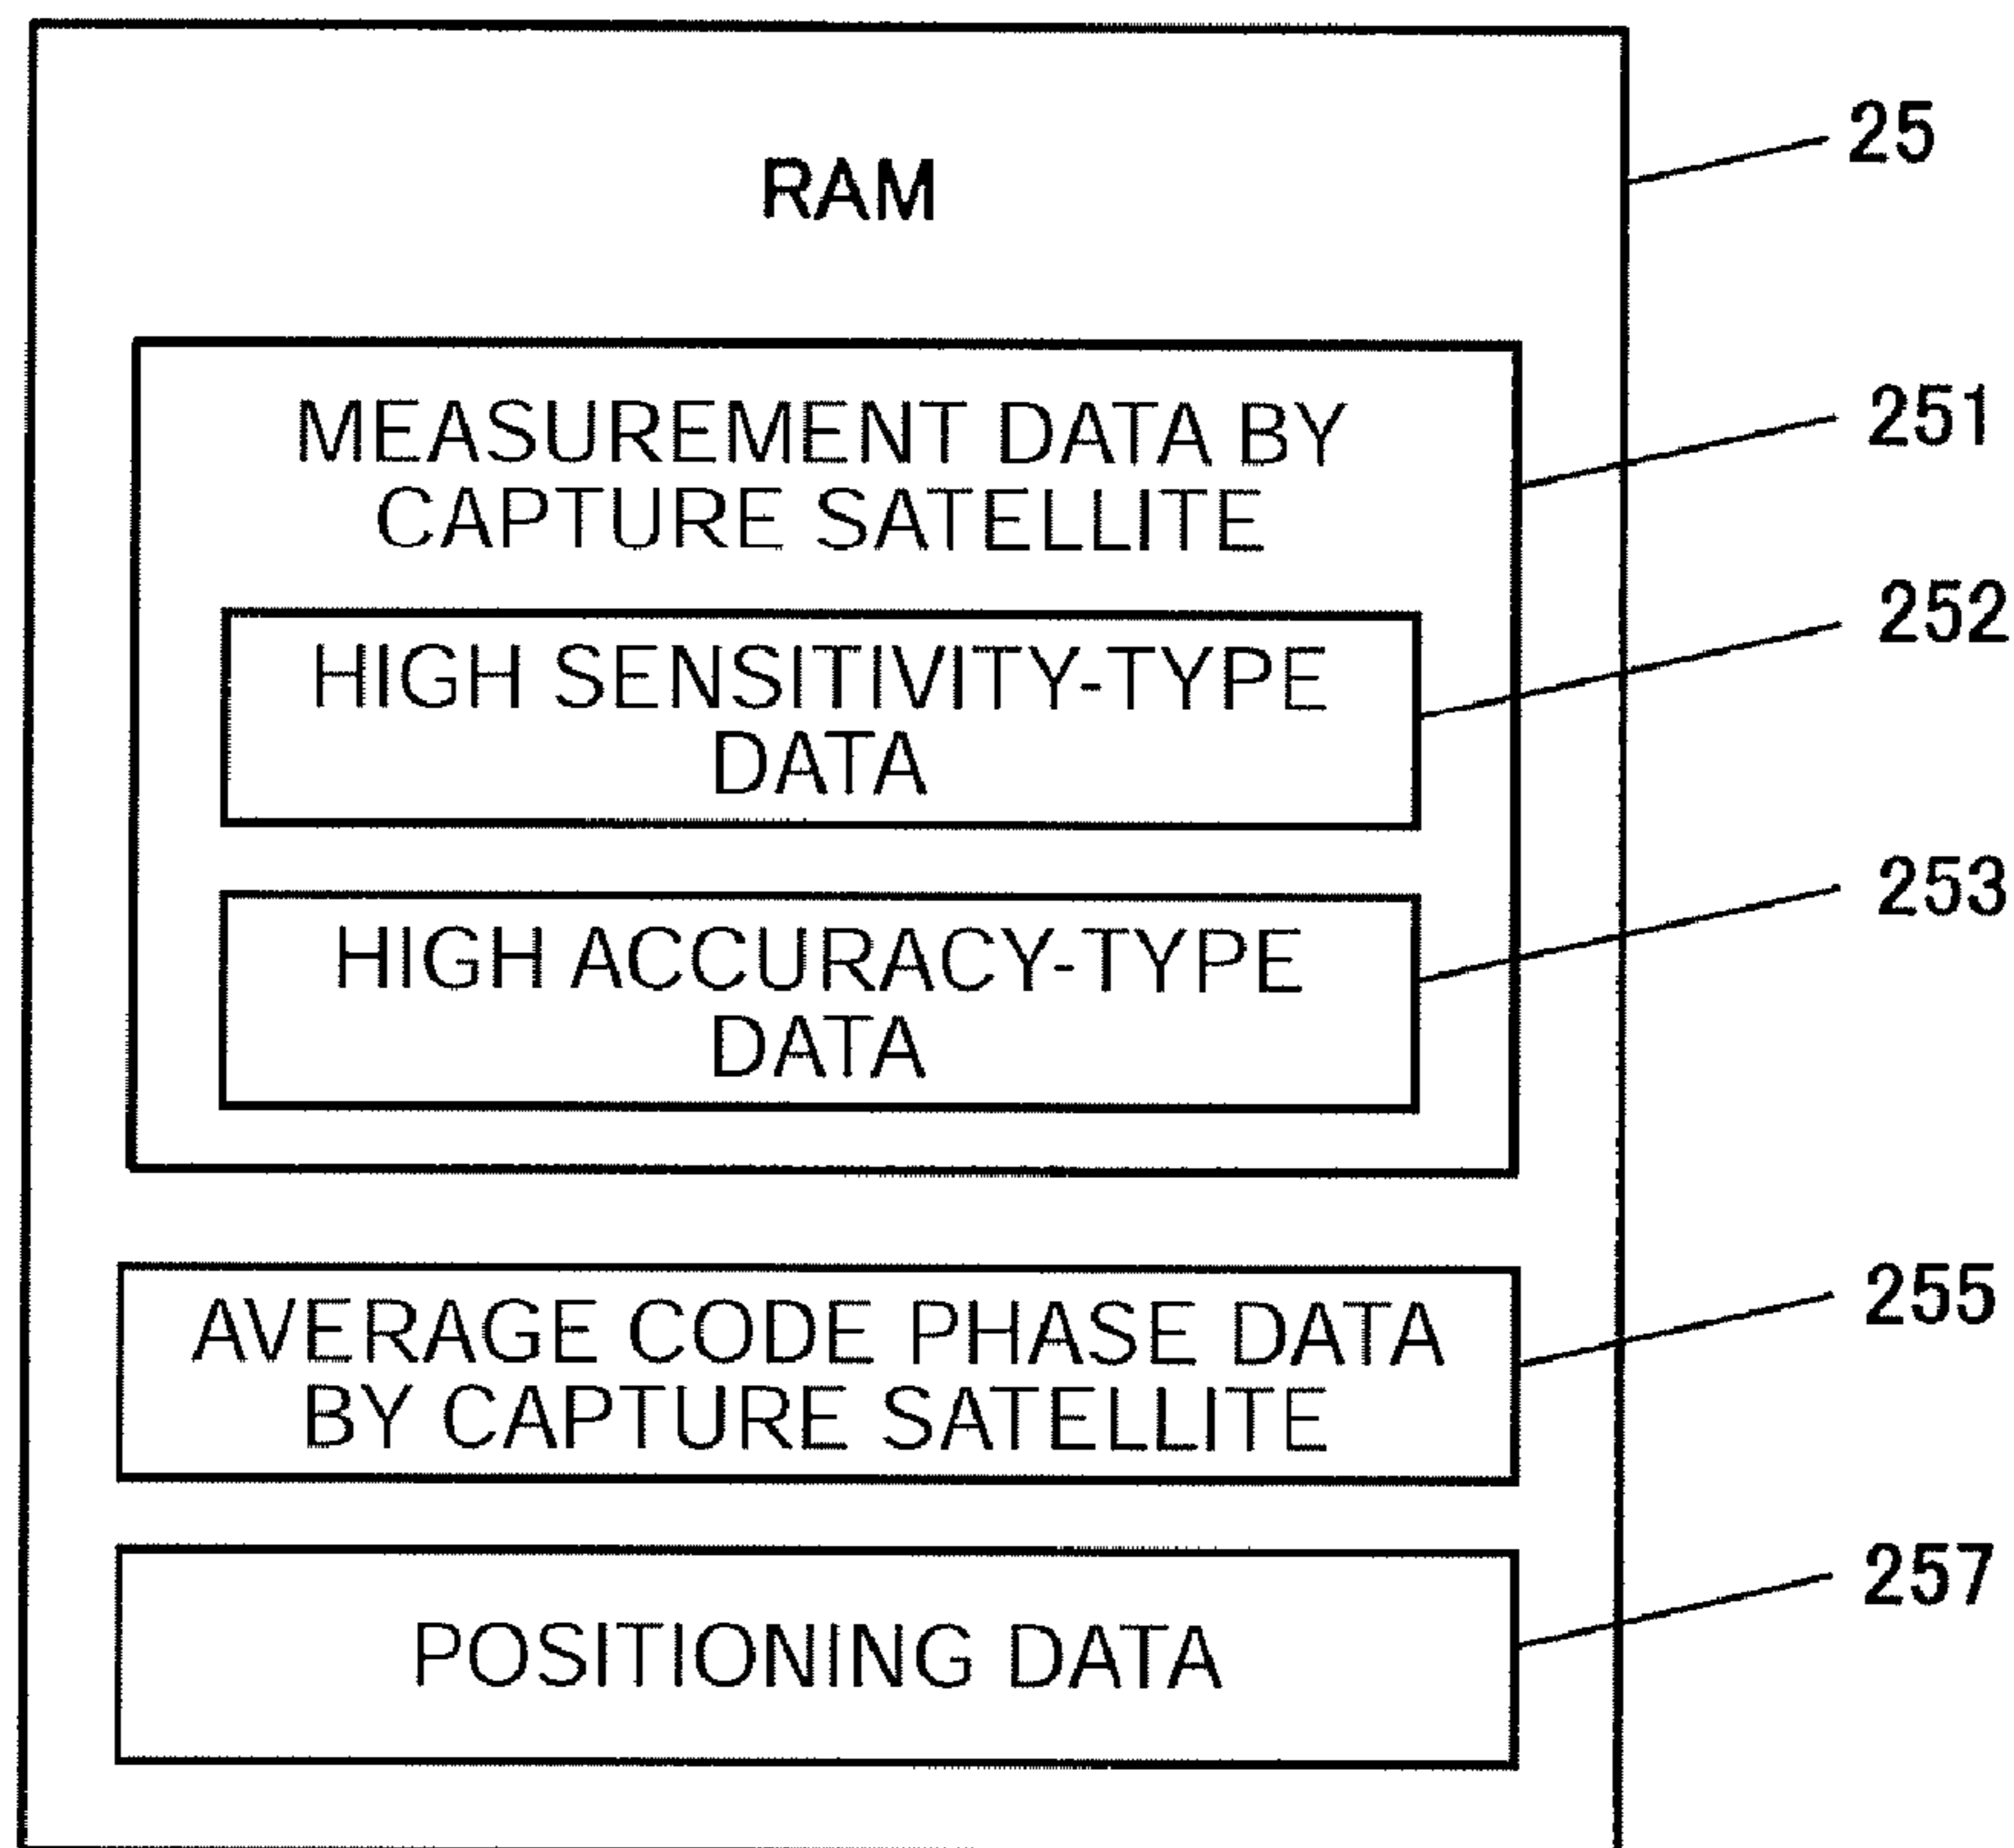 RAM
25
MEASUREMENT DATA BY
CAPTURE SATELLITE
251
HIGH SENSITIVITY-TYPE
DATA
252
HIGH ACCURACY-TYPE
DATA
253
AVERAGE CODE PHASE DATA
BY CAPTURE SATELLITE
255
POSITIONING DATA
257